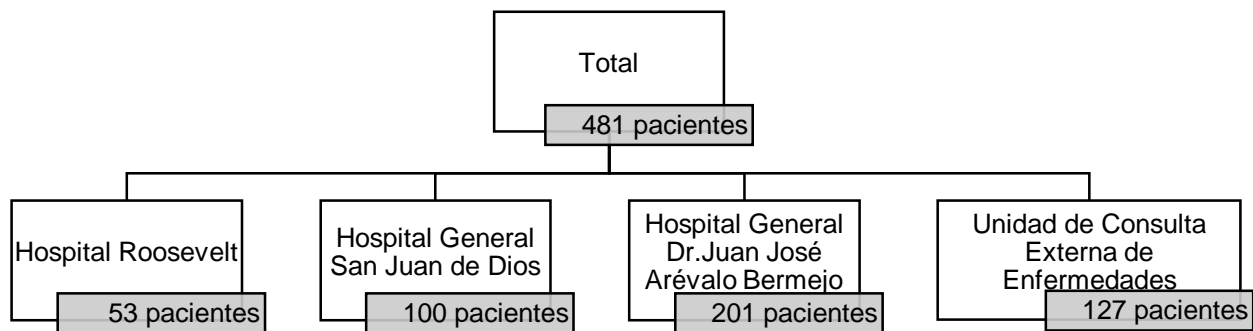 Total
481 pacientes
Hospital Roosevelt
53 pacientes
Hospital General
San Juan de Dios
100 pacientes
Hospital General
Dr.Juan José
Arévalo Bermejo
201 pacientes
Unidad de Consulta
Externa de
Enfermedades
127 pacientes